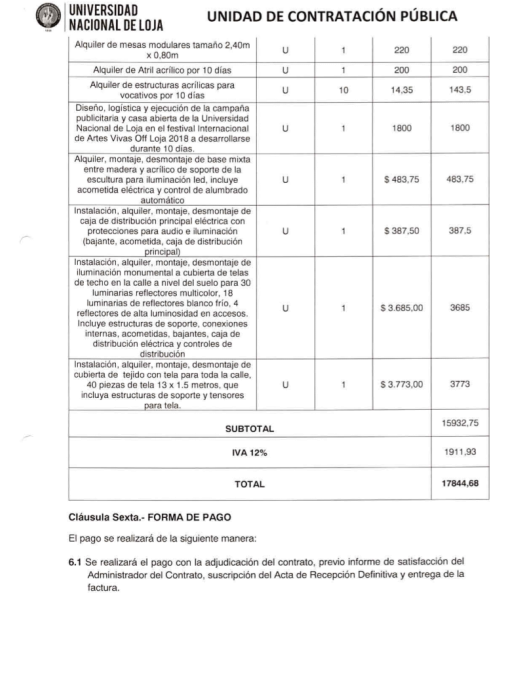 UNIVERSIDAD
NACIONAL DE LOJA
UNIDAD DE CONTRATACIÓN PÚBLICA
Alquiler de mesas modulares tamaño 2,40m
x 0,80m
U 1 220 220
Alquiler de Atril acrílico por 10 días U 1 200 200
Alquiler de estructuras acrílicas para
vocativos por 10 días
U 10 14,35 143,5
Diseño, logística y ejecución de la campaña
publicitaria y casa abierta de la Universidad
Nacional de Loja en el festival Internacional
de Artes Vivas Off Loja 2018 a desarrollarse
durante 10 días.
U 1 1800 1800
Alquiler, montaje, desmontaje de base mixta
entre madera y acrílico de soporte de la
escultura para iluminación led, incluye
acometida eléctrica y control de alumbrado
automático
U 1 $ 483,75 483,75
Instalación, alquiler, montaje, desmontaje de
caja de distribución principal eléctrica con
protecciones para audio e iluminación
(bajante, acometida, caja de distribución
principal)
U 1 $ 387,50 387,5
Instalación, alquiler, montaje, desmontaje de
iluminación monumental a cubierta de telas
de techo en la calle a nivel del suelo para 30
luminarias reflectores multicolor, 18
luminarias de reflectores blanco frío, 4
reflectores de alta luminosidad en accesos.
Incluye estructuras de soporte, conexiones
internas, acometidas, bajantes, caja de
distribución eléctrica y controles de
distribución
U 1 $ 3.685,00 3685
Instalación, alquiler, montaje, desmontaje de
cubierta de tejido con tela para toda la calle,
40 piezas de tela 13 x 1.5 metros, que
incluya estructuras de soporte y tensores
para tela.
U 1 $ 3.773,00 3773
SUBTOTAL 15932,75
IVA 12% 1911,93
TOTAL 17844,68
Cláusula Sexta.- FORMA DE PAGO
El pago se realizará de la siguiente manera:
6.1 Se realizará el pago con la adjudicación del contrato, previo informe de satisfacción del
Administrador del Contrato, suscripción del Acta de Recepción Definitiva y entrega de la
factura.